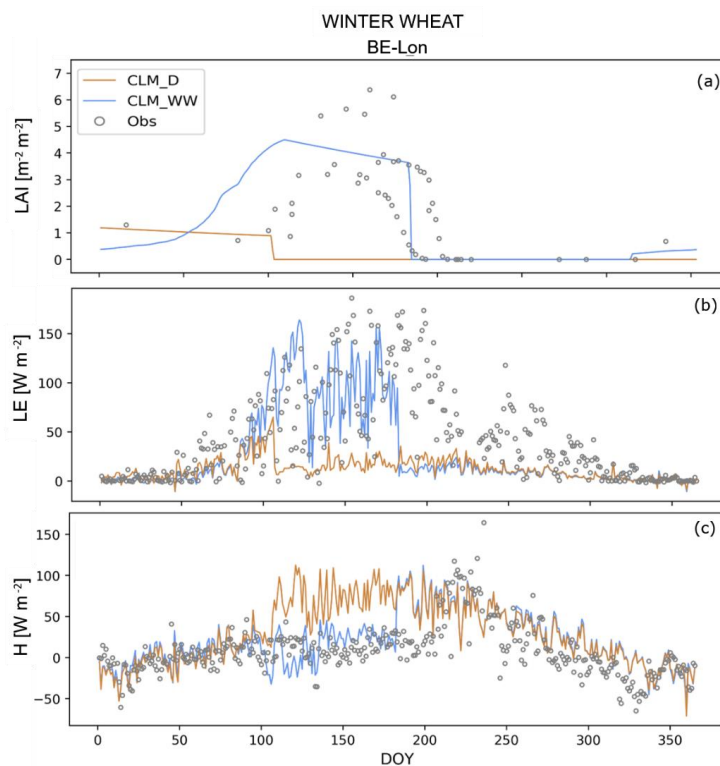 WINTER WHEAT
BE-Lon
(a)
CLM_D
CLM_WW
Obs
LAI [m² m⁻²]
7
6
5
4
3
2
1
0
(b)
LE [W m⁻²]
150
100
50
0
(c)
H [W m⁻²]
150
100
50
0
−50
0 50 100 150 200 250 300 350
DOY